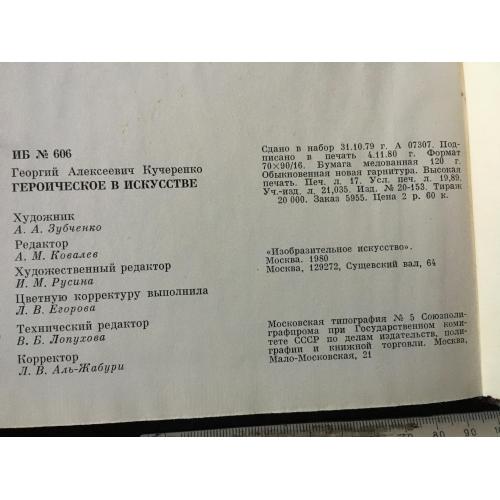 ИБ № 606
Георгий Алексеевич Кучеренко
ГЕРОИЧЕСКОЕ В ИСКУССТВЕ
Художник
А. А. Зубченко
Редактор
А. М. Ковалев
Художественный редактор
И. М. Русина
Цветную корректуру выполнила
Л. В. Егорова
Технический редактор
В. Б. Лопухова
Корректор
Л. В. Аль-Жабури
Сдано в набор 31.10.79 г. А 07307. Под-
писано в печать 4.11.80 г. Формат
70×90/16. Бумага мелованная 120 г.
Обыкновенная новая гарнитура. Высокая
печать. Печ. л. 17. Усл. печ. л. 19,89.
Уч.-изд. л. 21,035. Изд. № 20-153. Тираж
20 000. Заказ 5955. Цена 2 р. 60 к.
«Изобразительное искусство».
Москва. 1980
Москва, 129272, Сущевский вал, 64
Московская типография № 5 Союзполи-
графпрома при Государственном коми-
тете СССР по делам издательств, поли-
графии и книжной торговли. Москва,
Мало-Московская, 21
70 80 90